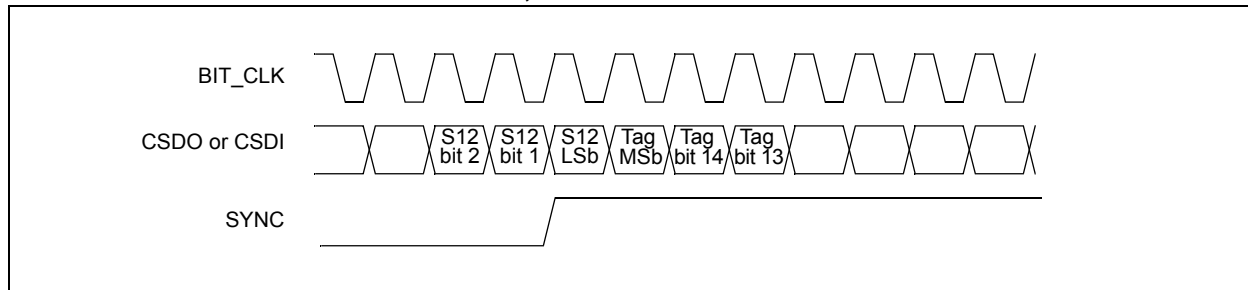 BIT_CLK
CSDO or CSDI
S12 bit 2
S12 bit 1
S12 LSb
Tag MSb
Tag bit 14
Tag bit 13
SYNC